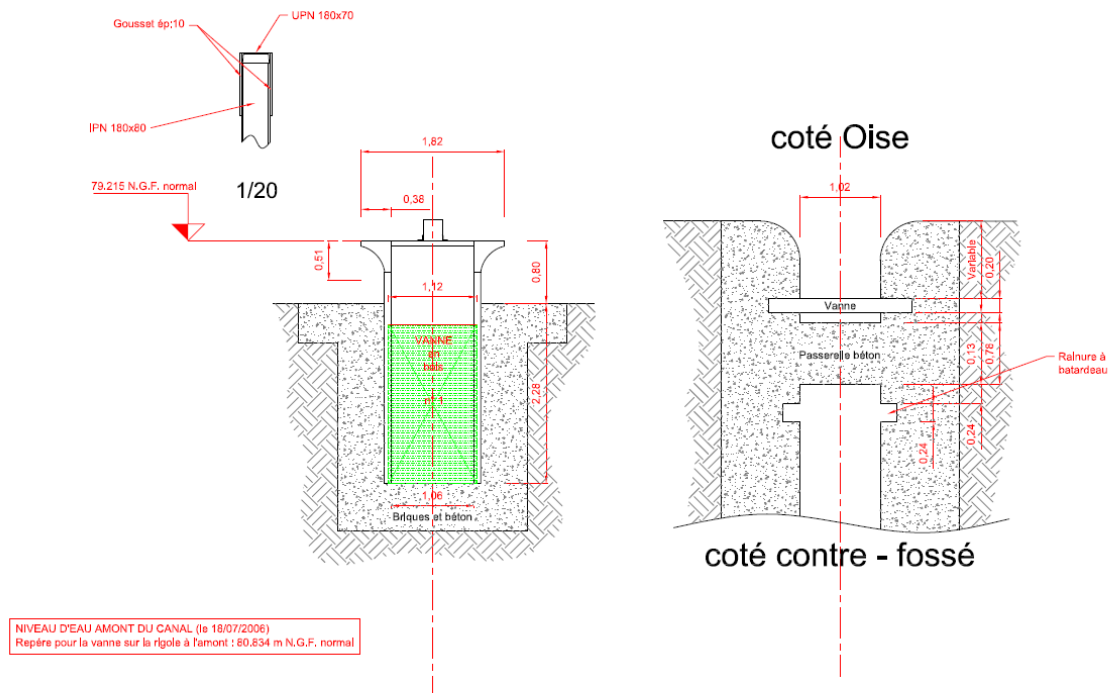 UPN 180x70
Gousset ép;10
IPN 180x80
1/20
79.215 N.G.F. normal
1,82
0,38
0,51
0,80
1,12
VANNE
en
bois
n° 1
2,28
1,06
Briques et béton
coté Oise
1,02
Variable
0,20
Vanne
Passerelle béton
0,13
0,78
Rainure à
batardeau
0,24
0,24
coté contre - fossé
NIVEAU D'EAU AMONT DU CANAL (le 18/07/2006)
Repére pour la vanne sur la rigole à l'amont : 80.834 m N.G.F. normal